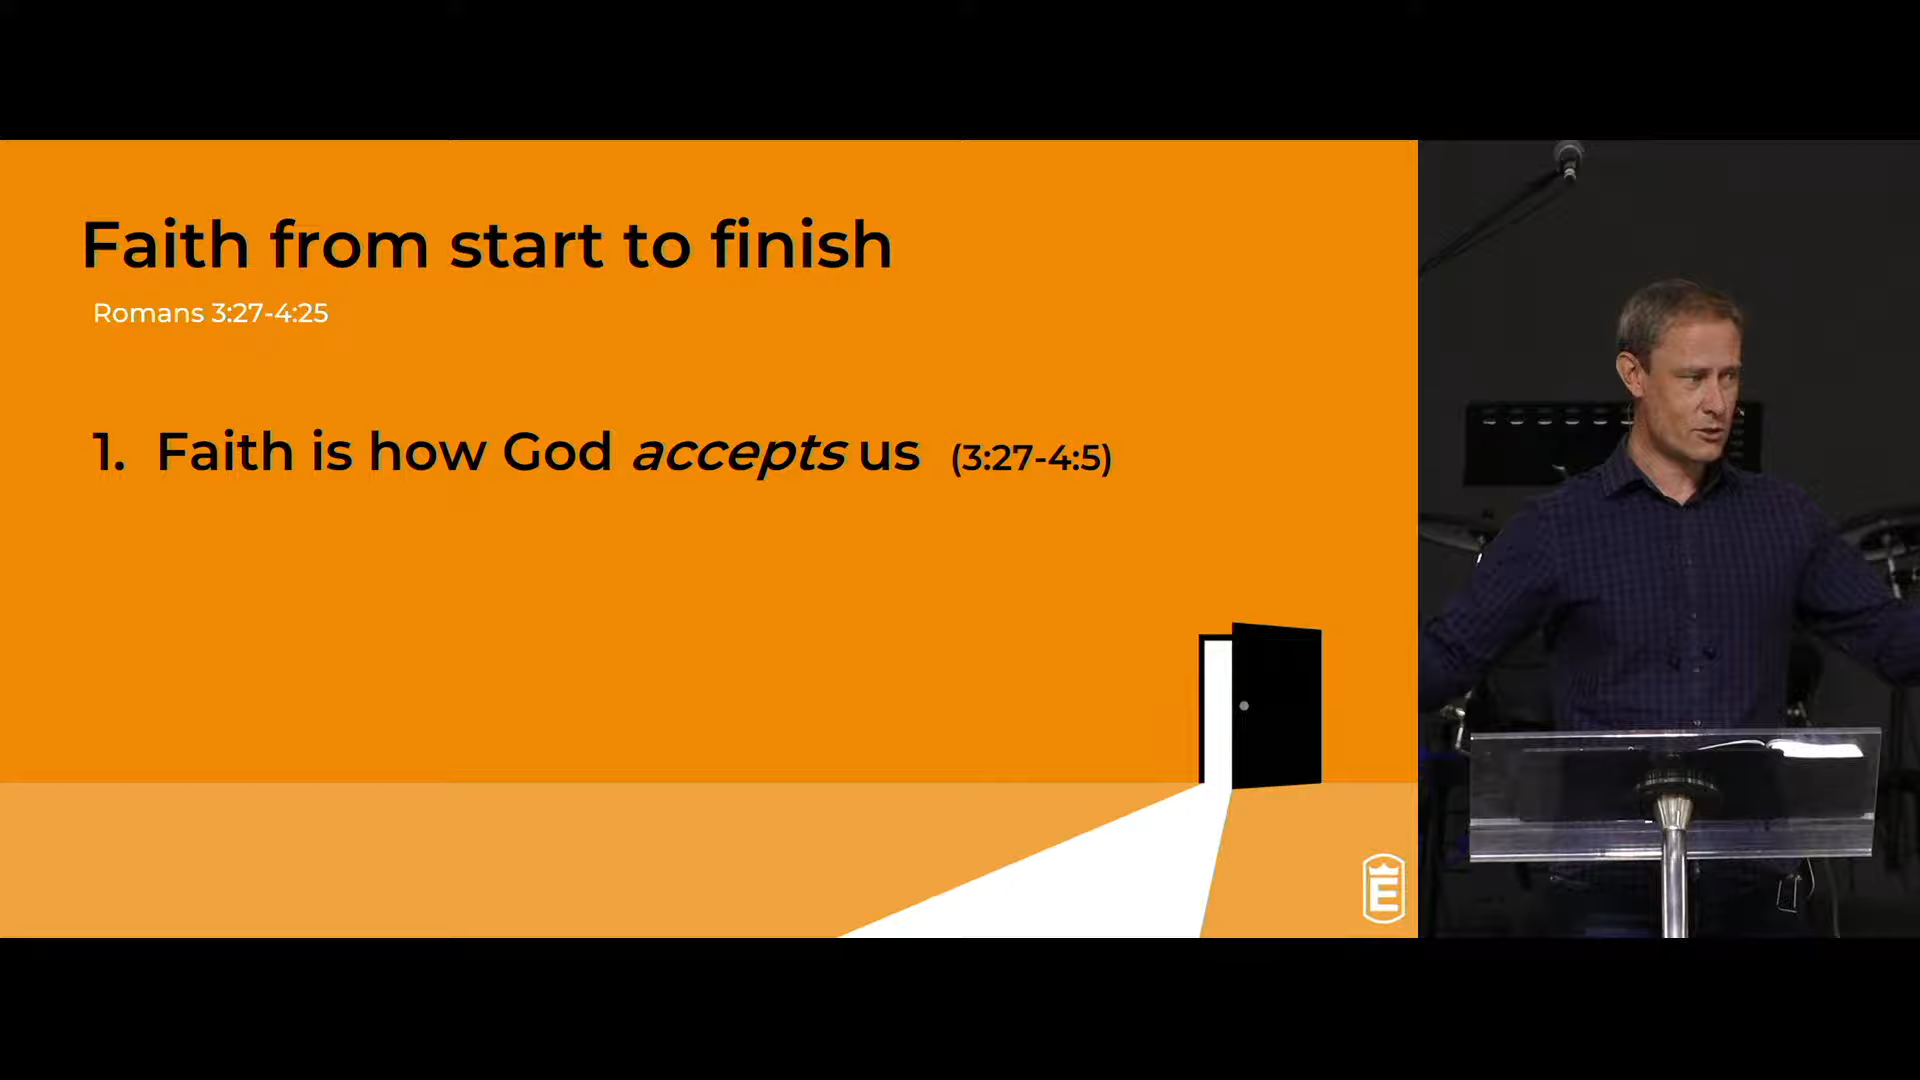 Faith from start to finish
Romans 3:27-4:25
1. Faith is how God accepts us (3:27-4:5)
E